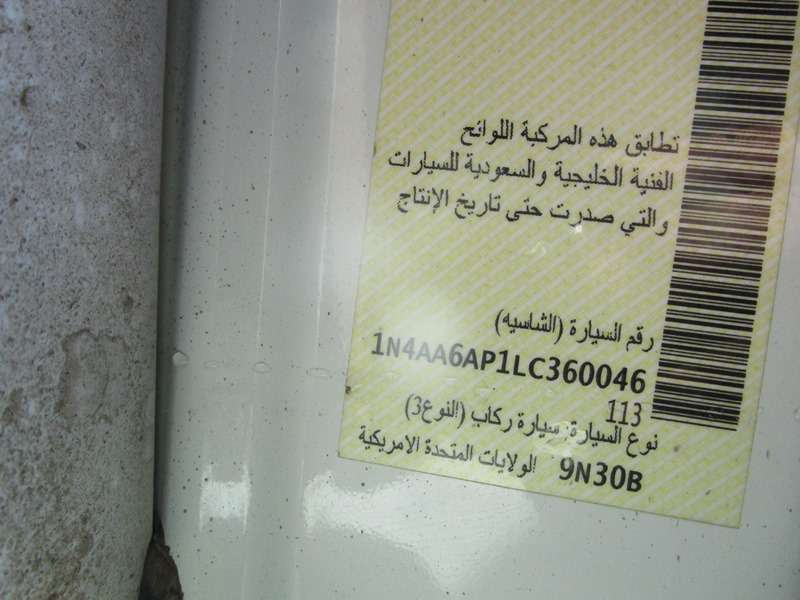 تطابق هذه المركبة اللوائح
الفنية الخليجية والسعودية للسيارات
والتي صدرت حتى تاريخ الإنتاج
رقم السيارة (الشاسيه)
1N4AA6AP1LC360046
113
نوع السيارة: سيارة ركاب (النوع3)
الولايات المتحدة الامريكية 9N30B